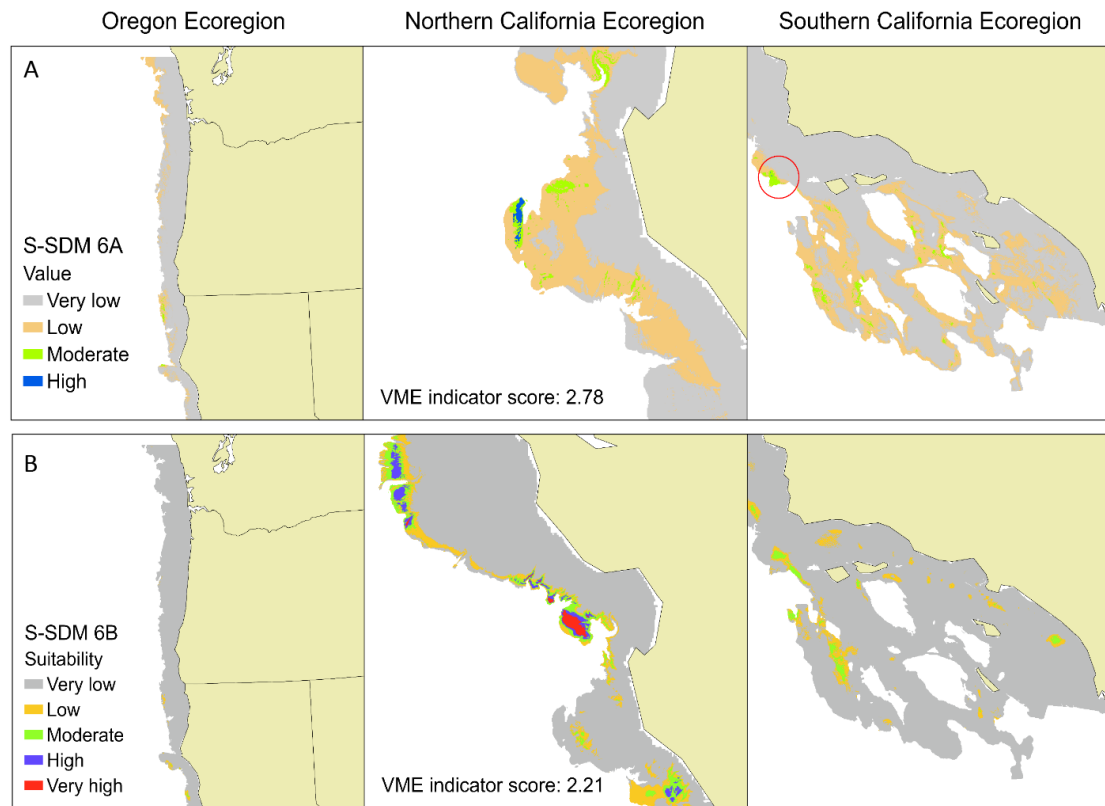 Oregon Ecoregion
Northern California Ecoregion
Southern California Ecoregion
A
S-SDM 6A
Value
Very low
Low
Moderate
High
VME indicator score: 2.78
B
S-SDM 6B
Suitability
Very low
Low
Moderate
High
Very high
VME indicator score: 2.21